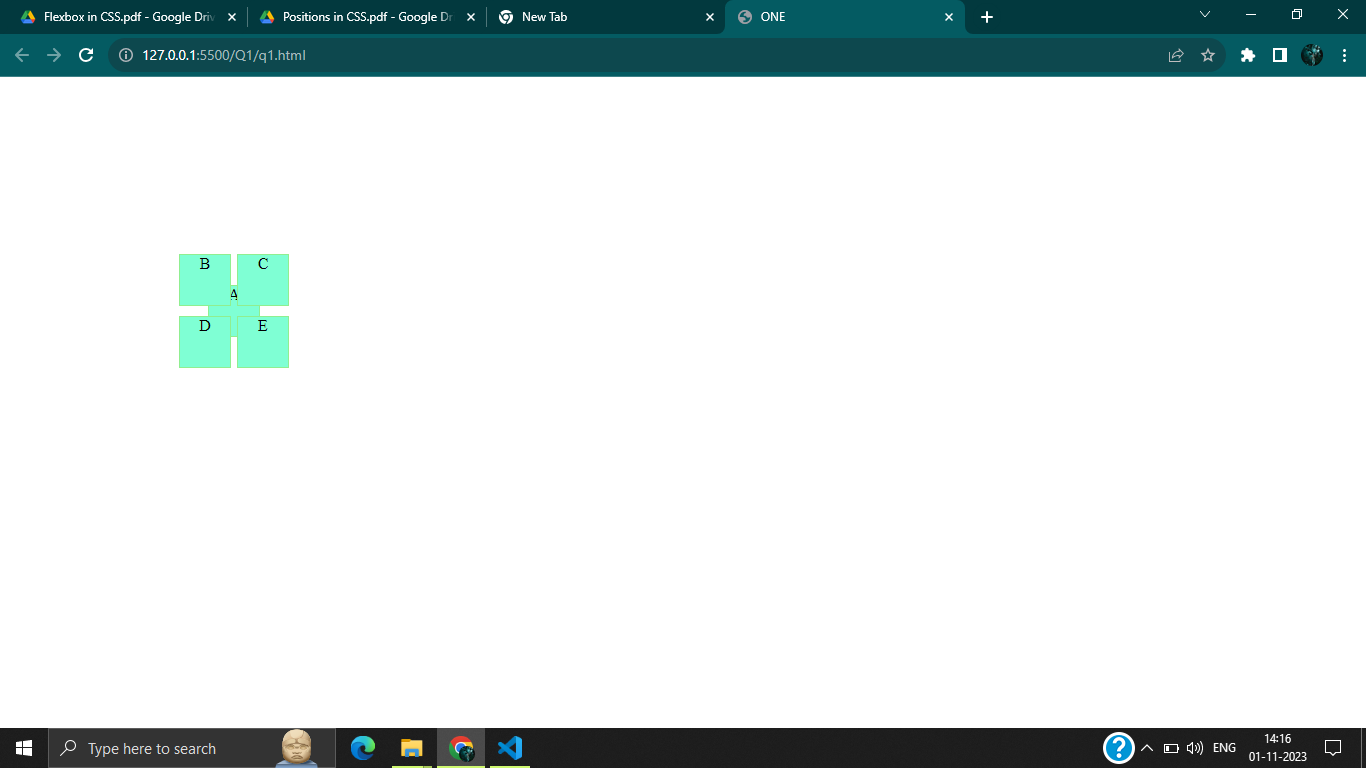 Flexbox in CSS.pdf - Google Driv
Positions in CSS.pdf - Google Dr
New Tab
ONE
127.0.0.1:5500/Q1/q1.html
B C
A
D E
Type here to search
?
ENG
14:16
01-11-2023